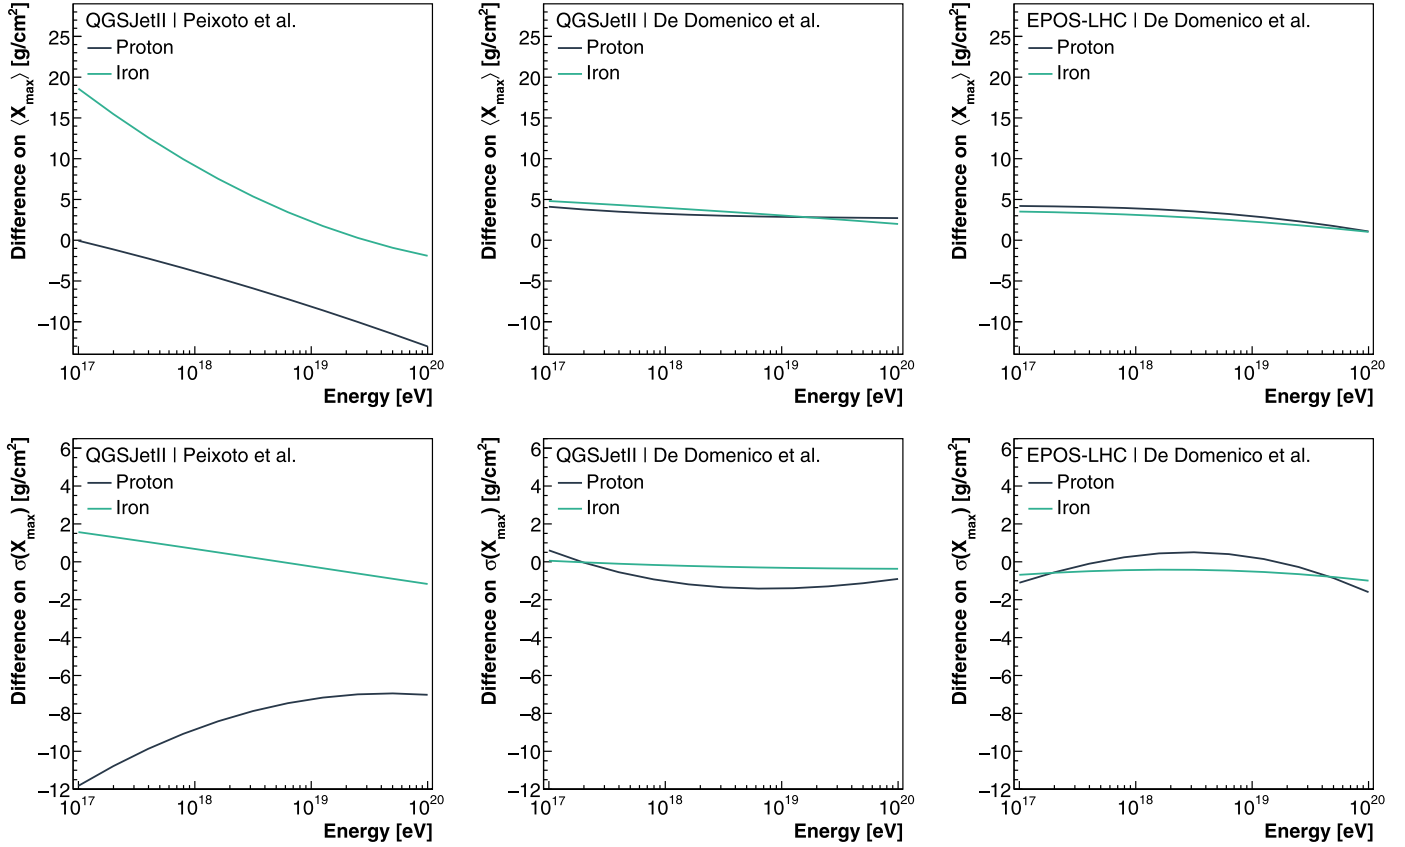 Difference on ⟨Xmax⟩ [g/cm²]
QGSJetII | Peixoto et al.
Proton
Iron
25
20
15
10
5
0
−5
−10
10¹⁷ 10¹⁸ 10¹⁹ 10²⁰
Energy [eV]
Difference on ⟨Xmax⟩ [g/cm²]
QGSJetII | De Domenico et al.
Proton
Iron
25
20
15
10
5
0
−5
−10
10¹⁷ 10¹⁸ 10¹⁹ 10²⁰
Energy [eV]
Difference on ⟨Xmax⟩ [g/cm²]
EPOS-LHC | De Domenico et al.
Proton
Iron
25
20
15
10
5
0
−5
−10
10¹⁷ 10¹⁸ 10¹⁹ 10²⁰
Energy [eV]
Difference on σ(Xmax) [g/cm²]
QGSJetII | Peixoto et al.
Proton
Iron
6
4
2
0
−2
−4
−6
−8
−10
−12
10¹⁷ 10¹⁸ 10¹⁹ 10²⁰
Energy [eV]
Difference on σ(Xmax) [g/cm²]
QGSJetII | De Domenico et al.
Proton
Iron
6
4
2
0
−2
−4
−6
−8
−10
−12
10¹⁷ 10¹⁸ 10¹⁹ 10²⁰
Energy [eV]
Difference on σ(Xmax) [g/cm²]
EPOS-LHC | De Domenico et al.
Proton
Iron
6
4
2
0
−2
−4
−6
−8
−10
−12
10¹⁷ 10¹⁸ 10¹⁹ 10²⁰
Energy [eV]